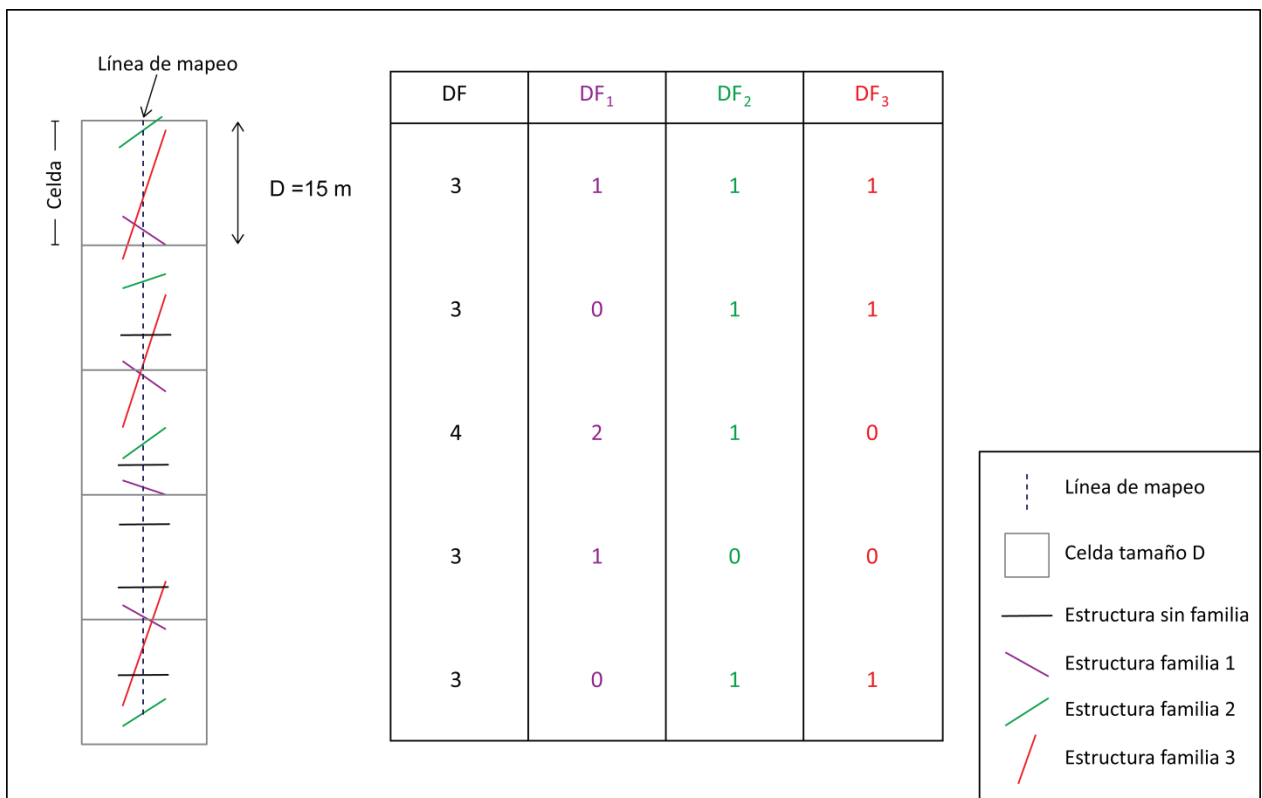 Línea de mapeo
Celda
D =15 m
DF DF₁ DF₂ DF₃
3 1 1 1
3 0 1 1
4 2 1 0
3 1 0 0
3 0 1 1
Línea de mapeo
Celda tamaño D
Estructura sin familia
Estructura familia 1
Estructura familia 2
Estructura familia 3